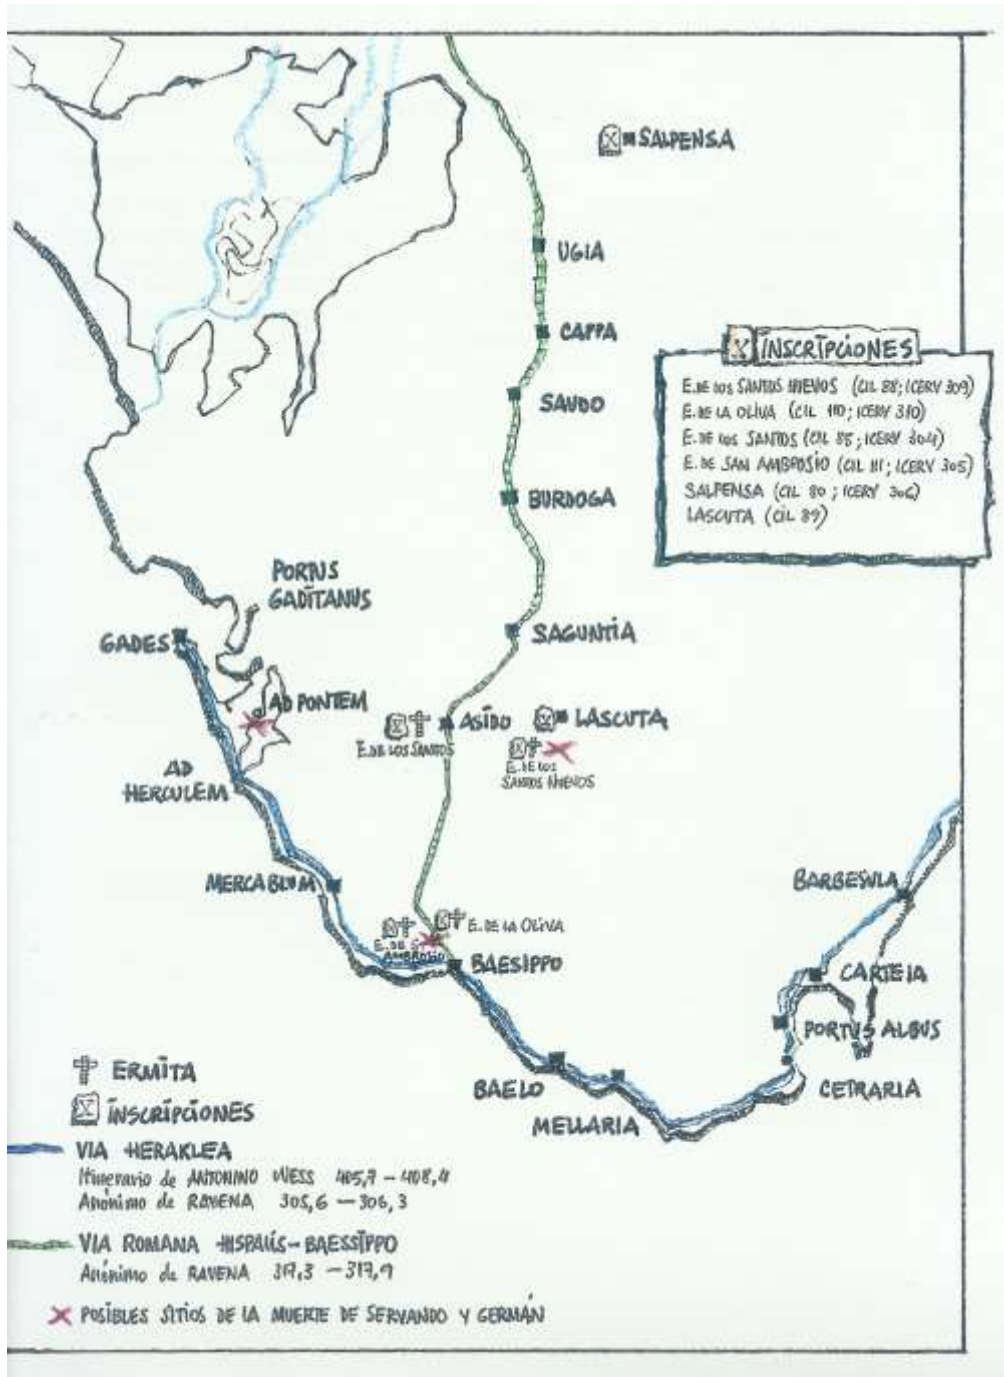 SALPENSA
UGIA
CAPPA
SAUDO
INSCRIPCIONES
E. DE LOS SANTOS NUEVOS (CIL 88; ICERV 309)
E. DE LA OLIVA (CIL 110; ICERV 310)
E. DE LOS SANTOS (CIL 85; ICERV 304)
E. DE SAN AMBROSIO (CIL 111; ICERV 305)
SALPENSA (CIL 80; ICERV 306)
LASCUTA (CIL 89)
BURDOGA
PORTUS
GADITANUS
GADES
SAGUNTIA
AD PONTEM
ASIDO
LASCUTA
E. DE LOS SANTOS
E. DE LOS
SANTOS NUEVOS
AD
HERCULEM
MERCABLUM
BARBESULA
E. DE LA OLIVA
E. DE S.
AMBROSIO
BAESIPPO
CARTEIA
PORTUS ALBUS
BAELO
CETRARIA
MELLARIA
ERMITA
INSCRIPCIONES
VIA HERAKLEA
Itinerario de ANTONINO WESS 405,7 - 408,4
Anónimo de RAVENA 305,6 - 306,3
VIA ROMANA HISPALIS-BAESSIPPO
Anónimo de RAVENA 317,3 - 317,9
POSIBLES SITIOS DE LA MUERTE DE SERVANDO Y GERMÁN